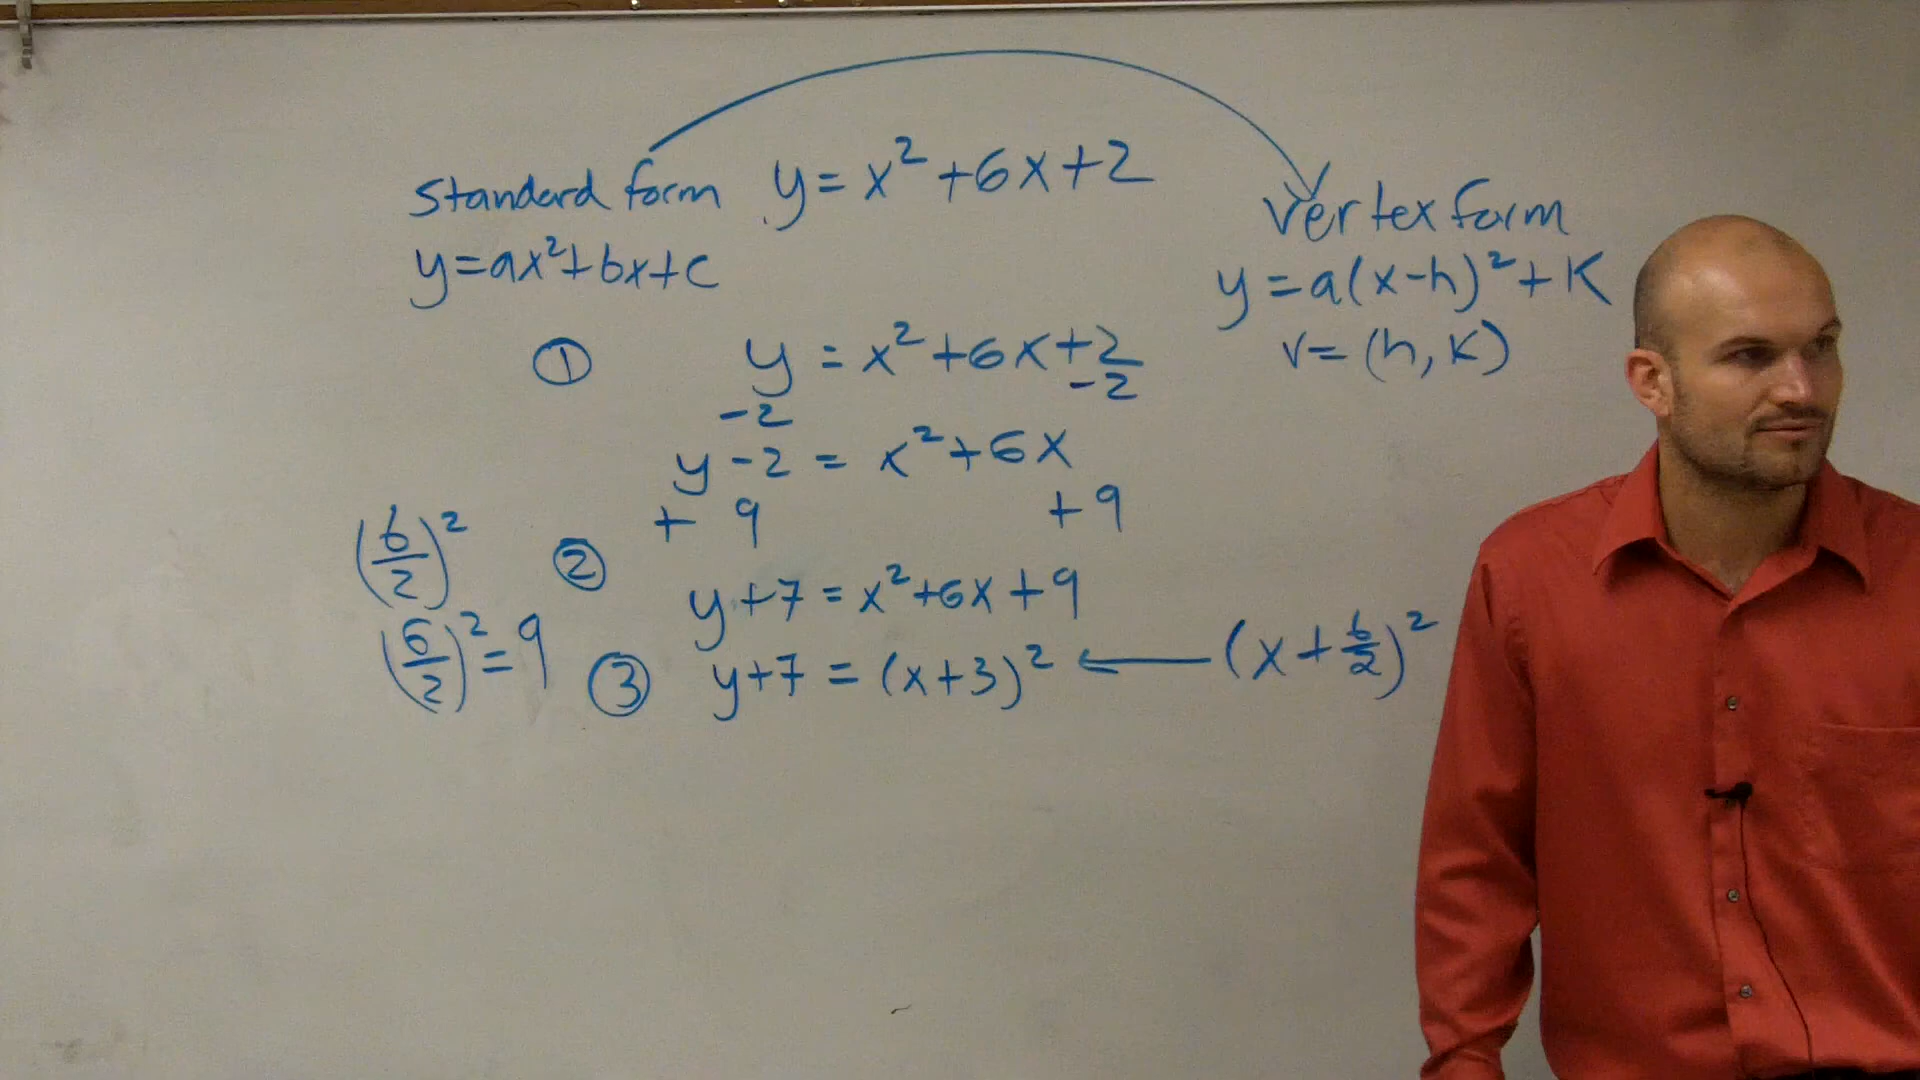 Standard form y = x² + 6x + 2
y = ax² + bx + c
Vertex form
y = a(x-h)² + K
V = (h, K)
① y = x² + 6x + 2
-2 -2
y - 2 = x² + 6x
+ 9 + 9
(b/2)²
② y + 7 = x² + 6x + 9
(6/2)² = 9
③ y + 7 = (x + 3)² ← (x + b/2)²